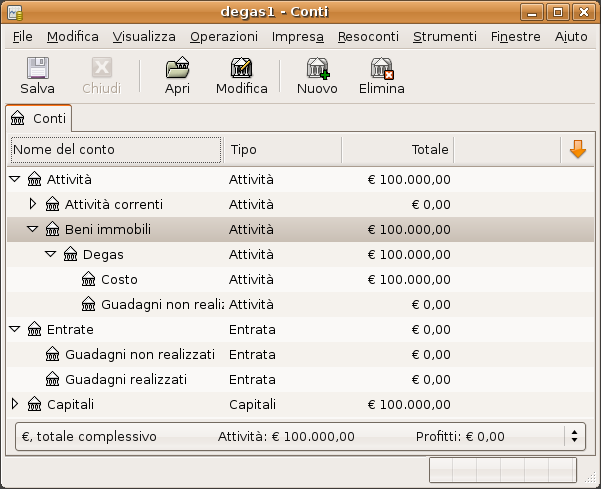 degas1 - Conti
File Modifica Visualizza Operazioni Impresa Resoconti Strumenti Finestre Aiuto
Salva Chiudi Apri Modifica Nuovo Elimina
Conti
Nome del conto Tipo Totale
Attività Attività € 100.000,00
Attività correnti Attività € 0,00
Beni immobili Attività € 100.000,00
Degas Attività € 100.000,00
Costo Attività € 100.000,00
Guadagni non realiz Attività € 0,00
Entrate Entrata € 0,00
Guadagni non realizzati Entrata € 0,00
Guadagni realizzati Entrata € 0,00
Capitali Capitali € 100.000,00
€, totale complessivo Attività: € 100.000,00 Profitti: € 0,00